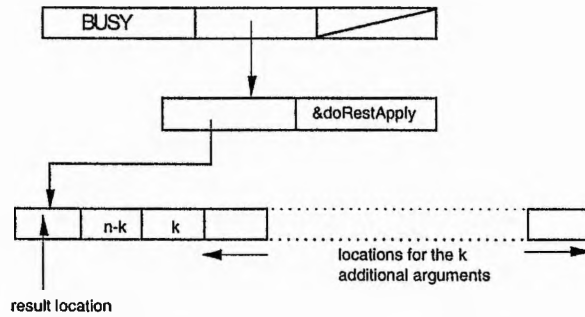 BUSY
&doRestApply
n-k
k
locations for the k
additional arguments
result location